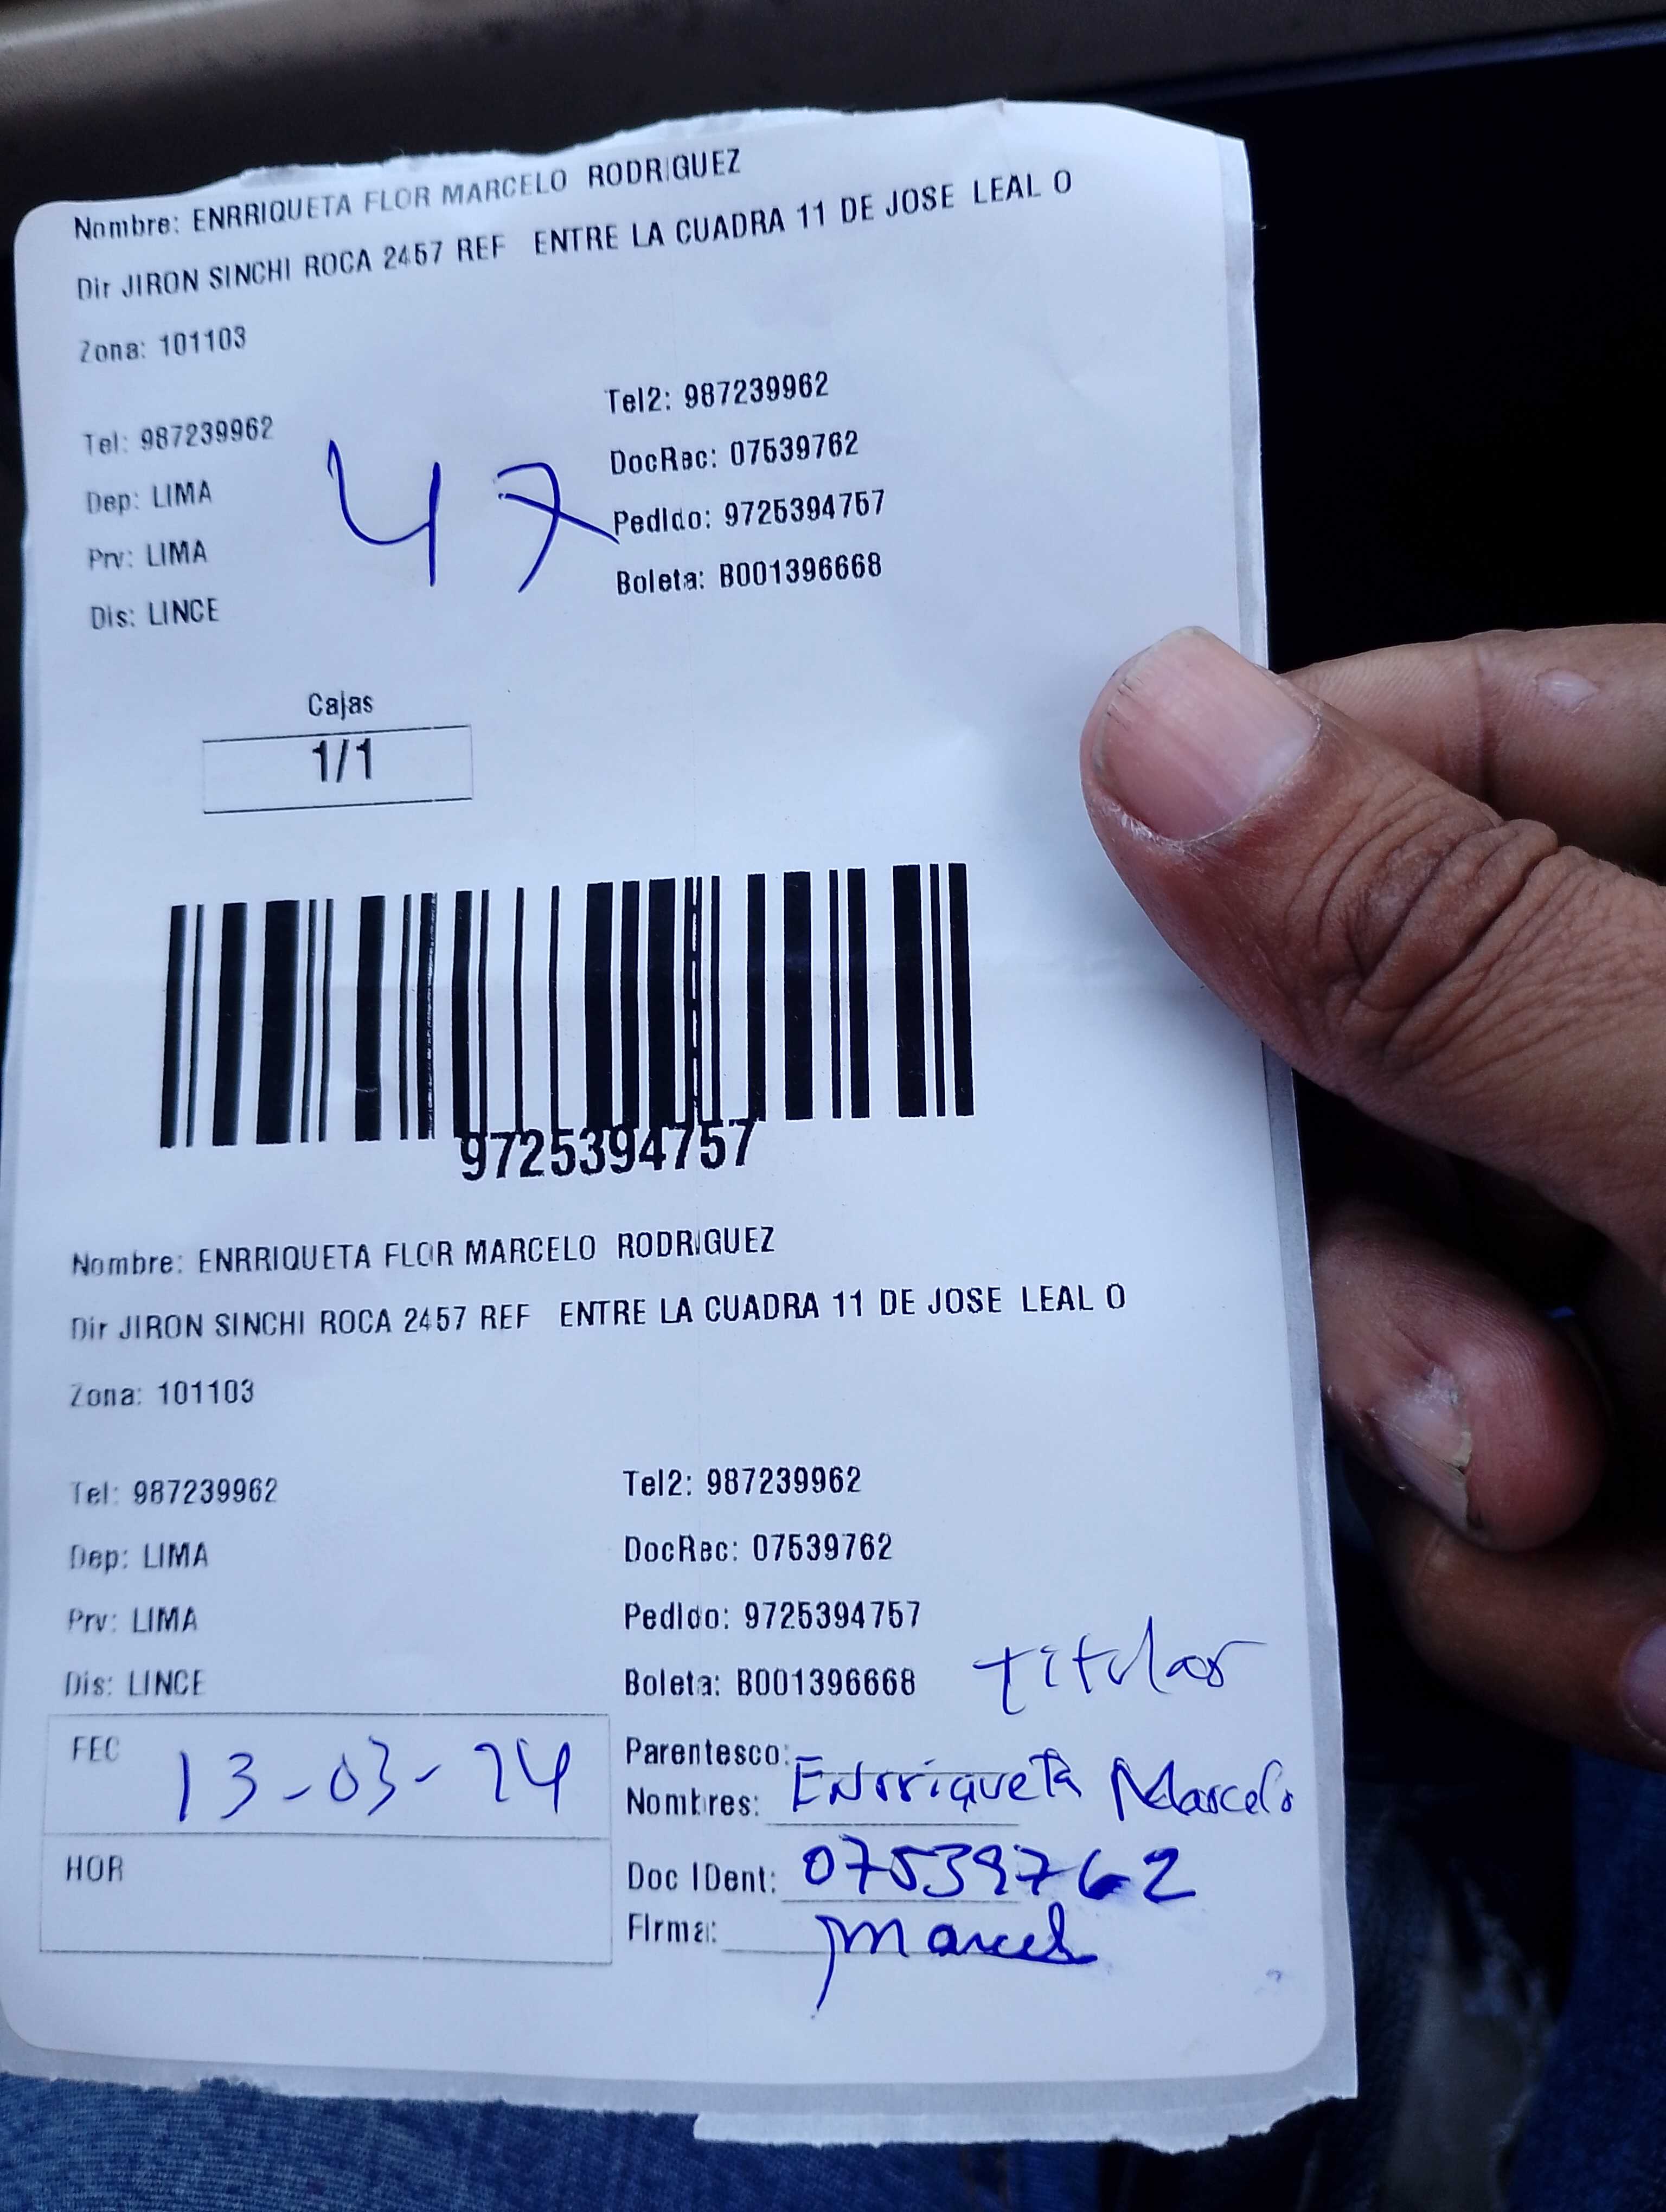 Nombre: ENRRIQUETA FLOR MARCELO RODRIGUEZ
Dir JIRON SINCHI ROCA 2457 REF ENTRE LA CUADRA 11 DE JOSE LEAL O
Zona: 101103
Tel: 987239962
Tel2: 987239962
Dep: LIMA
DocRec: 07539762
Prv: LIMA
Pedido: 9725394757
Dis: LINCE
Boleta: B001396668
47
Cajas
1/1
9725394757
Nombre: ENRRIQUETA FLOR MARCELO RODRIGUEZ
Dir JIRON SINCHI ROCA 2457 REF ENTRE LA CUADRA 11 DE JOSE LEAL O
Zona: 101103
Tel: 987239962
Tel2: 987239962
Dep: LIMA
DocRec: 07539762
Prv: LIMA
Pedido: 9725394757
Dis: LINCE
Boleta: B001396668
FEC 13-03-24
Parentesco: titular
Nombres: Enrriqueta Marcelo
HOR
Doc IDent: 07539762
Firma: Marcel